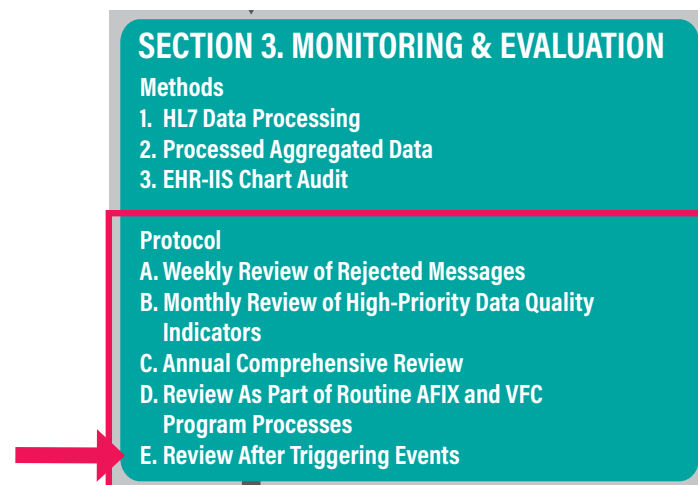 SECTION 3. MONITORING & EVALUATION
Methods
1. HL7 Data Processing
2. Processed Aggregated Data
3. EHR-IIS Chart Audit
Protocol
A. Weekly Review of Rejected Messages
B. Monthly Review of High-Priority Data Quality
Indicators
C. Annual Comprehensive Review
D. Review As Part of Routine AFIX and VFC
Program Processes
E. Review After Triggering Events